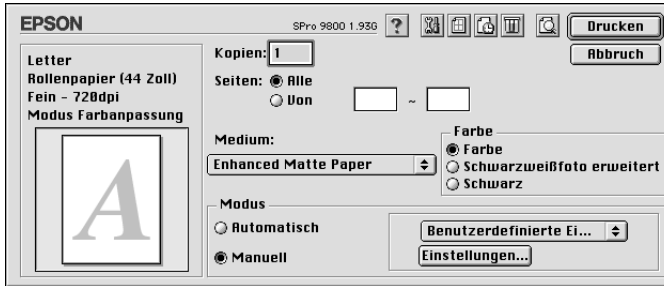 EPSON
SPro 9800 1.93G
?
Drucken
Abbruch
Letter
Rollenpapier (44 Zoll)
Fein - 720dpi
Modus Farbanpassung
A
Kopien: 1
Seiten: Alle
Von ~
Medium:
Enhanced Matte Paper
Farbe
Farbe
Schwarzweißfoto erweitert
Schwarz
Modus
Automatisch
Manuell
Benutzerdefinierte Ei...
Einstellungen...